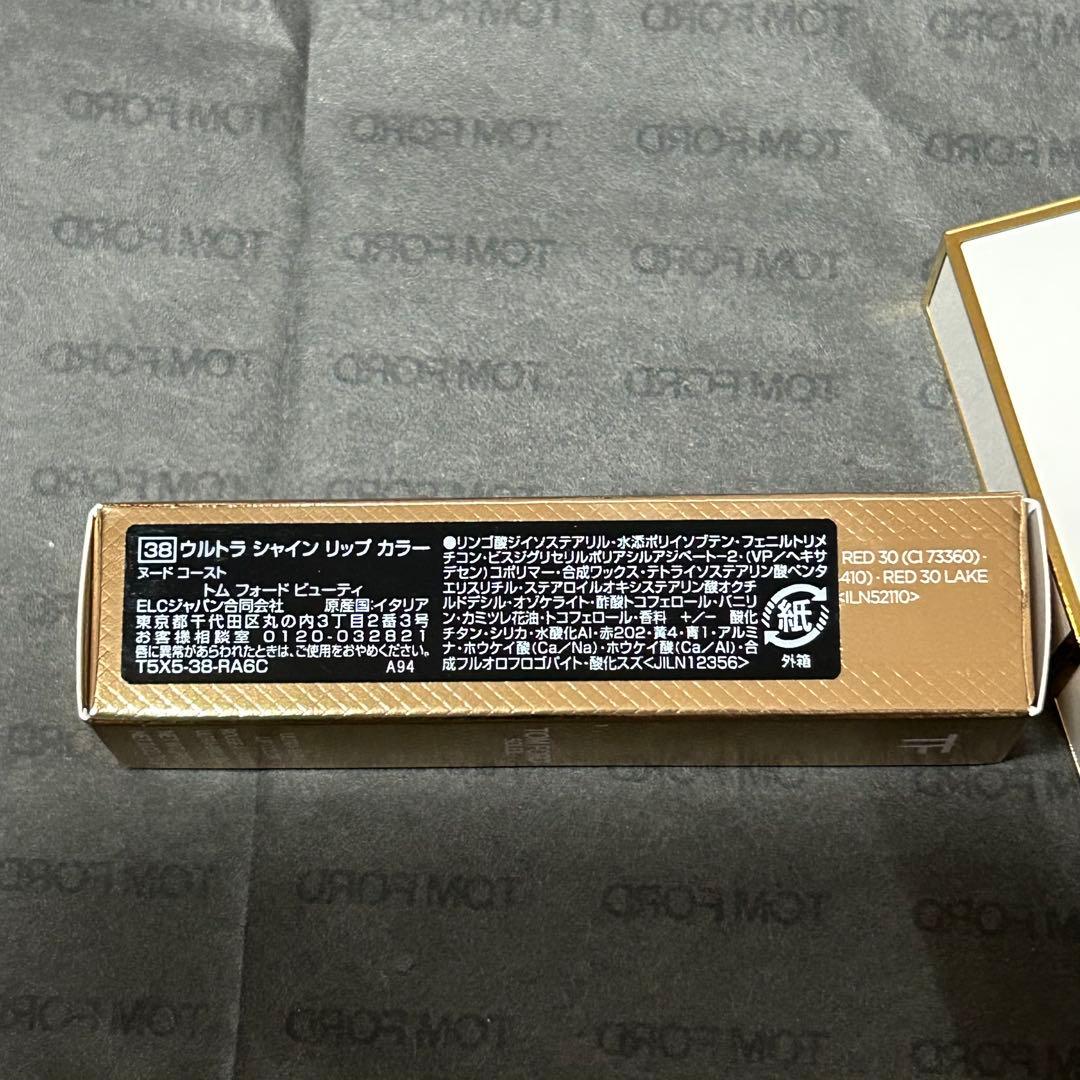 TOM FORD
38 ウルトラ シャイン リップ カラー
ヌード コースト
トム フォード ビューティ
ELCジャパン合同会社 原産国:イタリア
東京都千代田区丸の内3丁目2番3号
お客様相談室 0120-032821
唇に異常があらわれたときは、ご使用をおやめください。
T5X5-38-RA6C A94
●リンゴ酸ジイソステアリル・水添ポリイソブテン・フェニルトリメ
チコン・ビスジグリセリルポリアシルアジペート-2・(VP/ヘキサ
デセン)コポリマー・合成ワックス・テトライソステアリン酸ペンタ
エリスリチル・ステアロイルオキシステアリン酸オクチ
ルドデシル・オゾケライト・酢酸トコフェロール・バニリ
ン・カミツレ花油・トコフェロール・香料 +/- 酸化
チタン・シリカ・水酸化Al・赤202・黄4・青1・アルミ
ナ・ホウケイ酸(Ca/Na)・ホウケイ酸(Ca/Al)・合
成フルオロフロゴパイト・酸化スズ<JILN12356>
紙
外箱
RED 30 (CI 73360)・
410)・RED 30 LAKE
<ILN52110>
TF